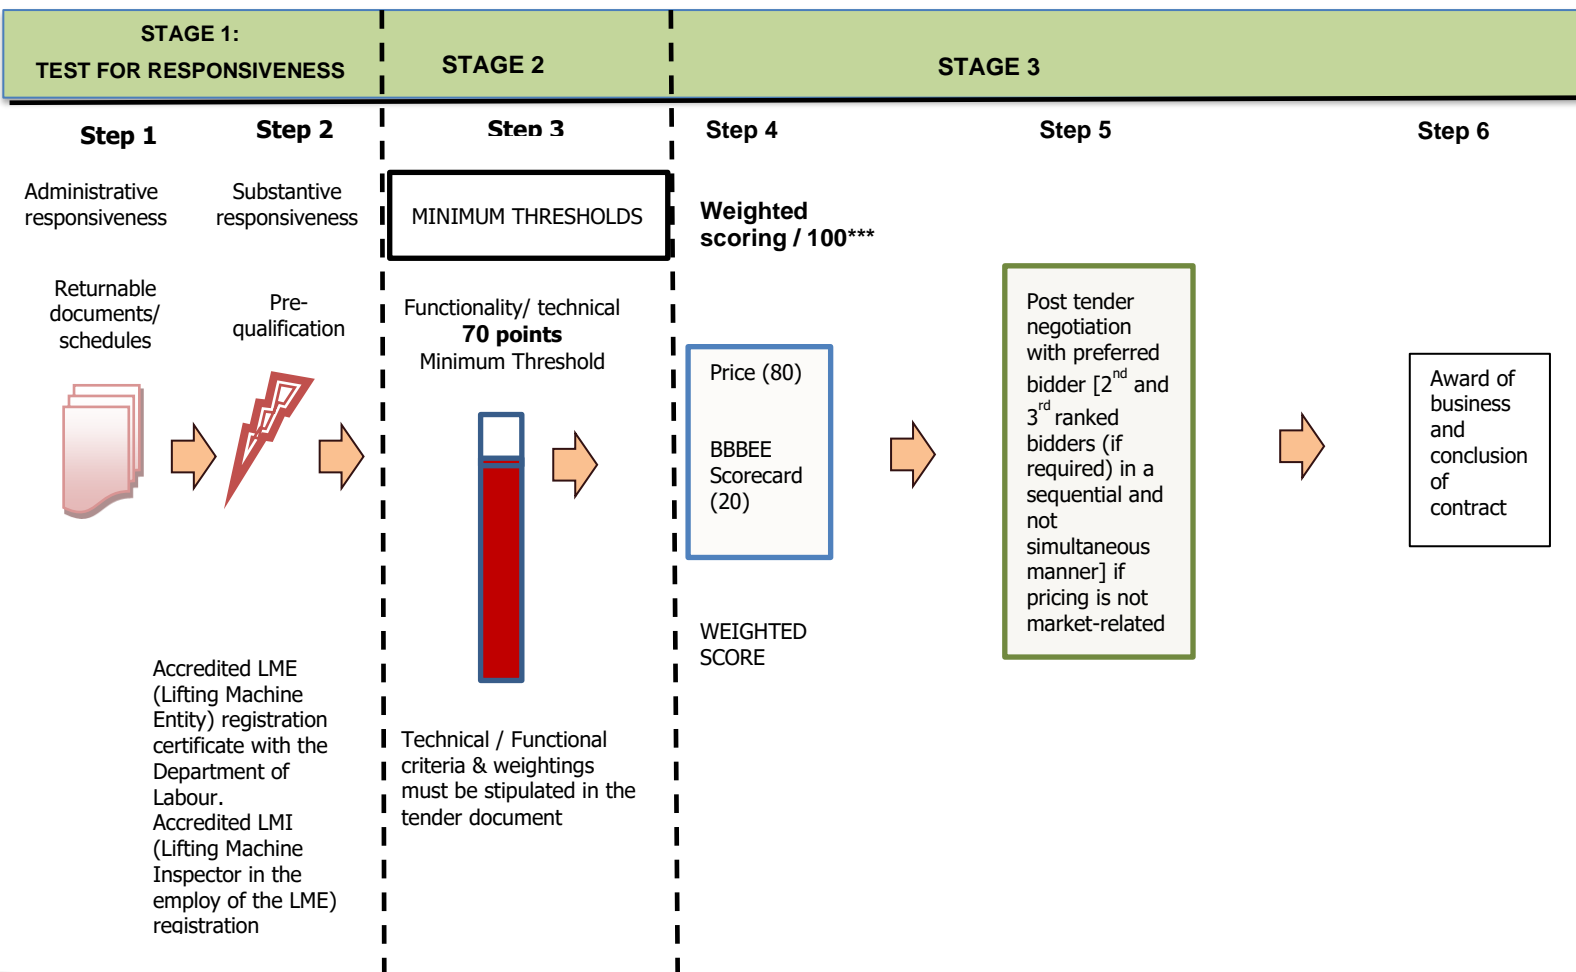 STAGE 1:
TEST FOR RESPONSIVENESS
STAGE 2
STAGE 3
Step 1
Step 2
Step 3
Step 4
Step 5
Step 6
Administrative
responsiveness
Substantive
responsiveness
MINIMUM THRESHOLDS
Weighted
scoring / 100***
Returnable
documents/
schedules
Pre-
qualification
Functionality/ technical
70 points
Minimum Threshold
Price (80)
BBBEE
Scorecard
(20)
WEIGHTED
SCORE
Post tender
negotiation
with preferred
bidder [2nd and
3rd ranked
bidders (if
required) in a
sequential and
not
simultaneous
manner] if
pricing is not
market-related
Award of
business
and
conclusion
of
contract
Accredited LME
(Lifting Machine
Entity) registration
certificate with the
Department of
Labour.
Accredited LMI
(Lifting Machine
Inspector in the
employ of the LME)
registration
Technical / Functional
criteria & weightings
must be stipulated in the
tender document